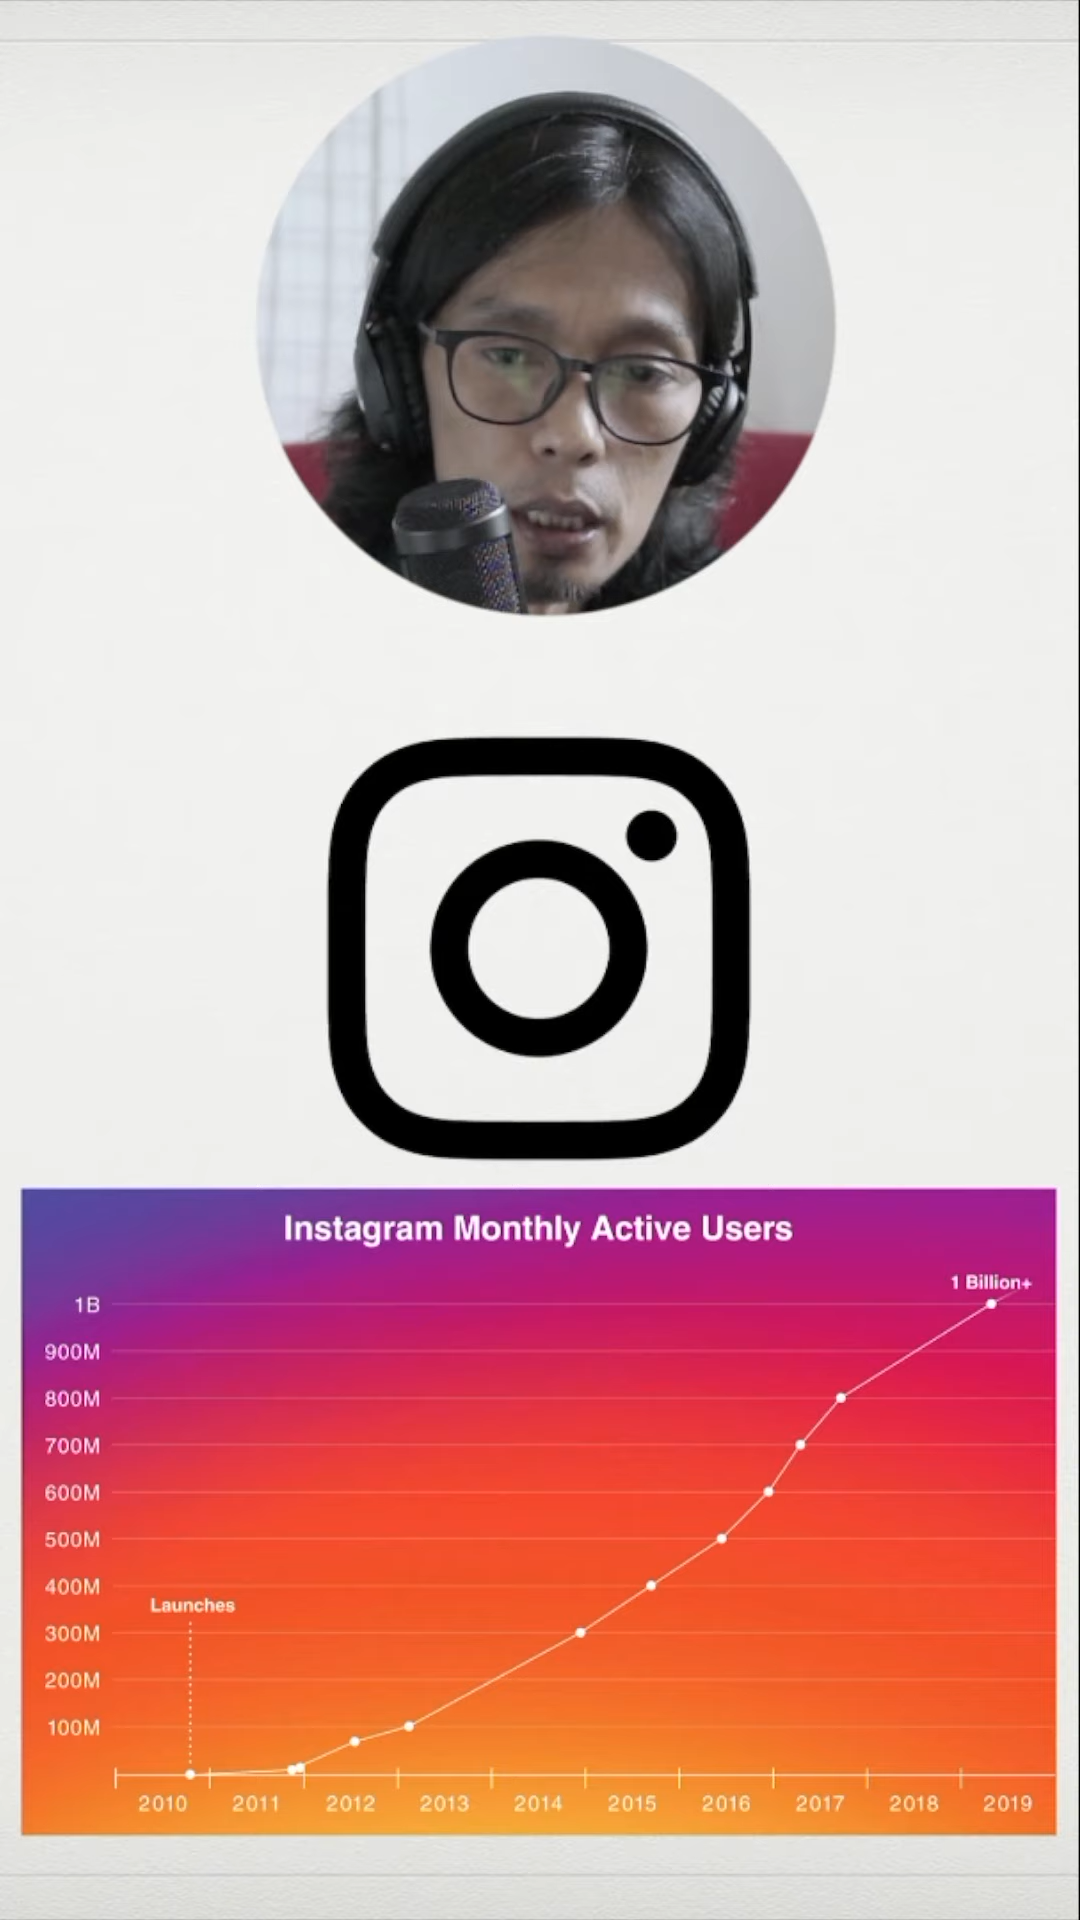 Instagram Monthly Active Users
1 Billion+
1B
900M
800M
700M
600M
500M
400M
Launches
300M
200M
100M
2010 2011 2012 2013 2014 2015 2016 2017 2018 2019